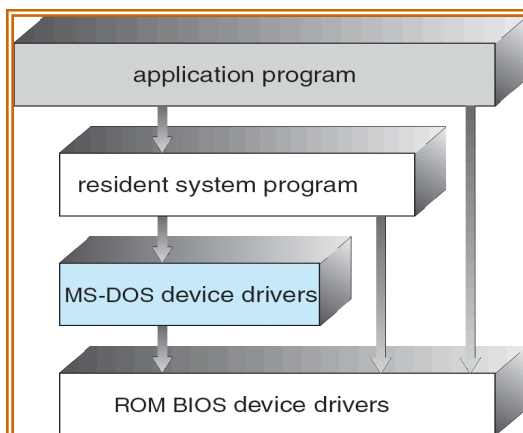 application program
resident system program
MS-DOS device drivers
ROM BIOS device drivers